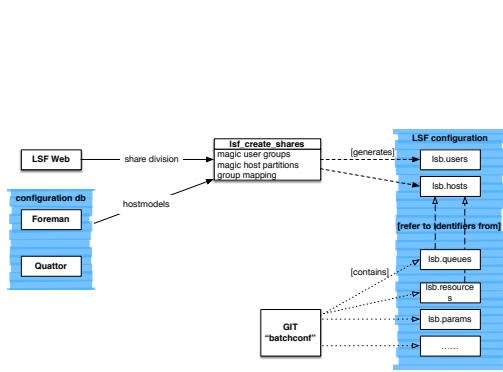 lsf_create_shares
magic user groups
magic host partitions
group mapping
LSF Web
share division
[generates]
LSF configuration
lsb.users
lsb.hosts
configuration db
Foreman
Quattor
hostmodels
[refer to identifiers from]
lsb.queues
[contains]
lsb.resource
s
lsb.params
......
GIT
“batchconf”